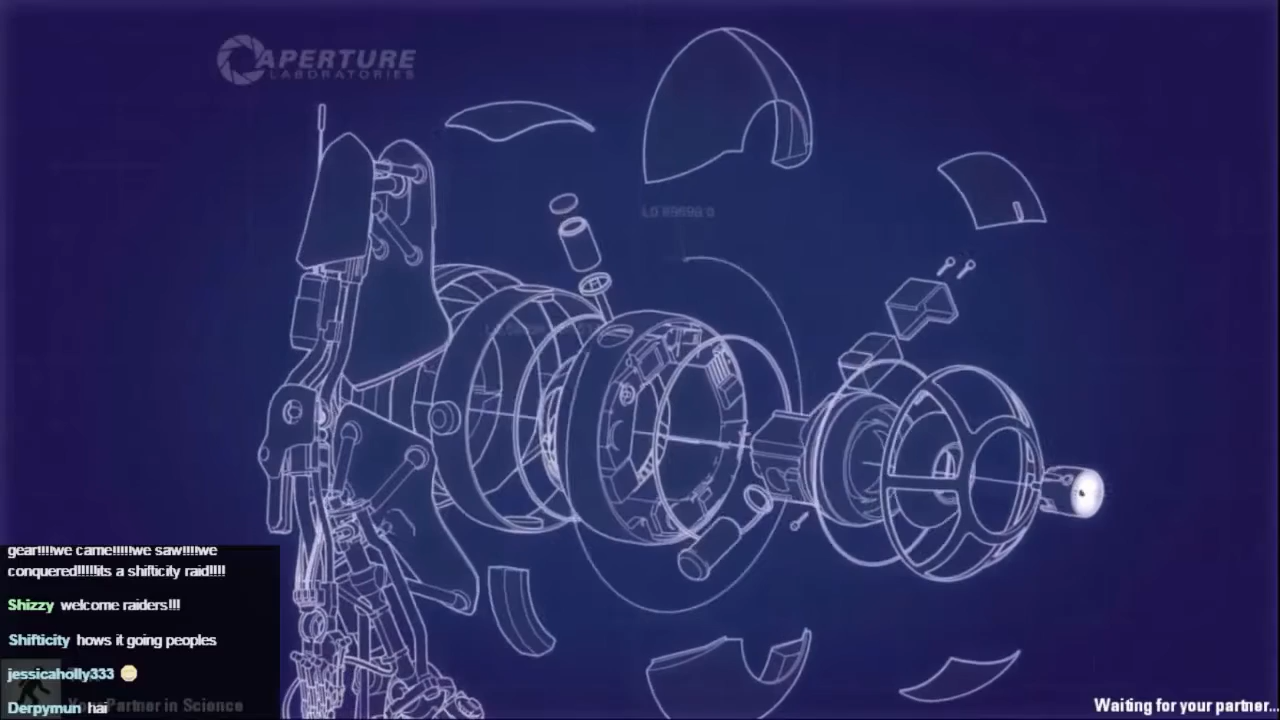 APERTURE
LABORATORIES
gear!!!!we came!!!!!we saw!!!!we
conquered!!!!!its a shifticity raid!!!!
Shizzy welcome raiders!!!
Shifticity hows it going peoples
jessicaholly333
Derpymun hai
Your Partner in Science
Waiting for your partner...